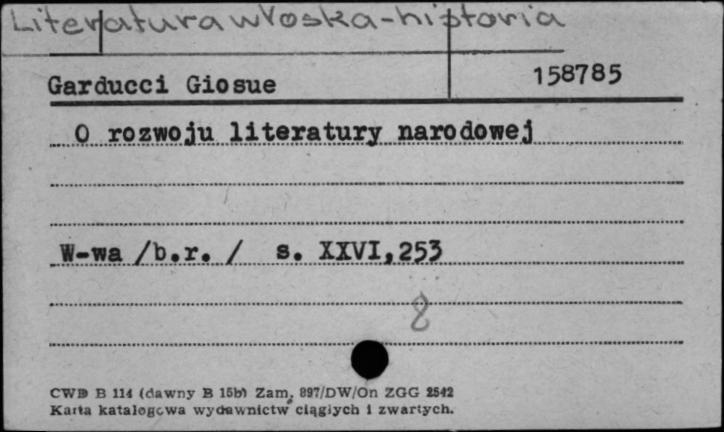 Literatura włoska-historia
Garducci Giosue 158785
O rozwoju literatury narodowej
W-wa /b.r. / s. XXVI,253
8
CWD B 114 (dawny B 15b) Zam. 897/DW/On ZGG 2542
Karta katalogowa wydawnictw ciągłych i zwartych.